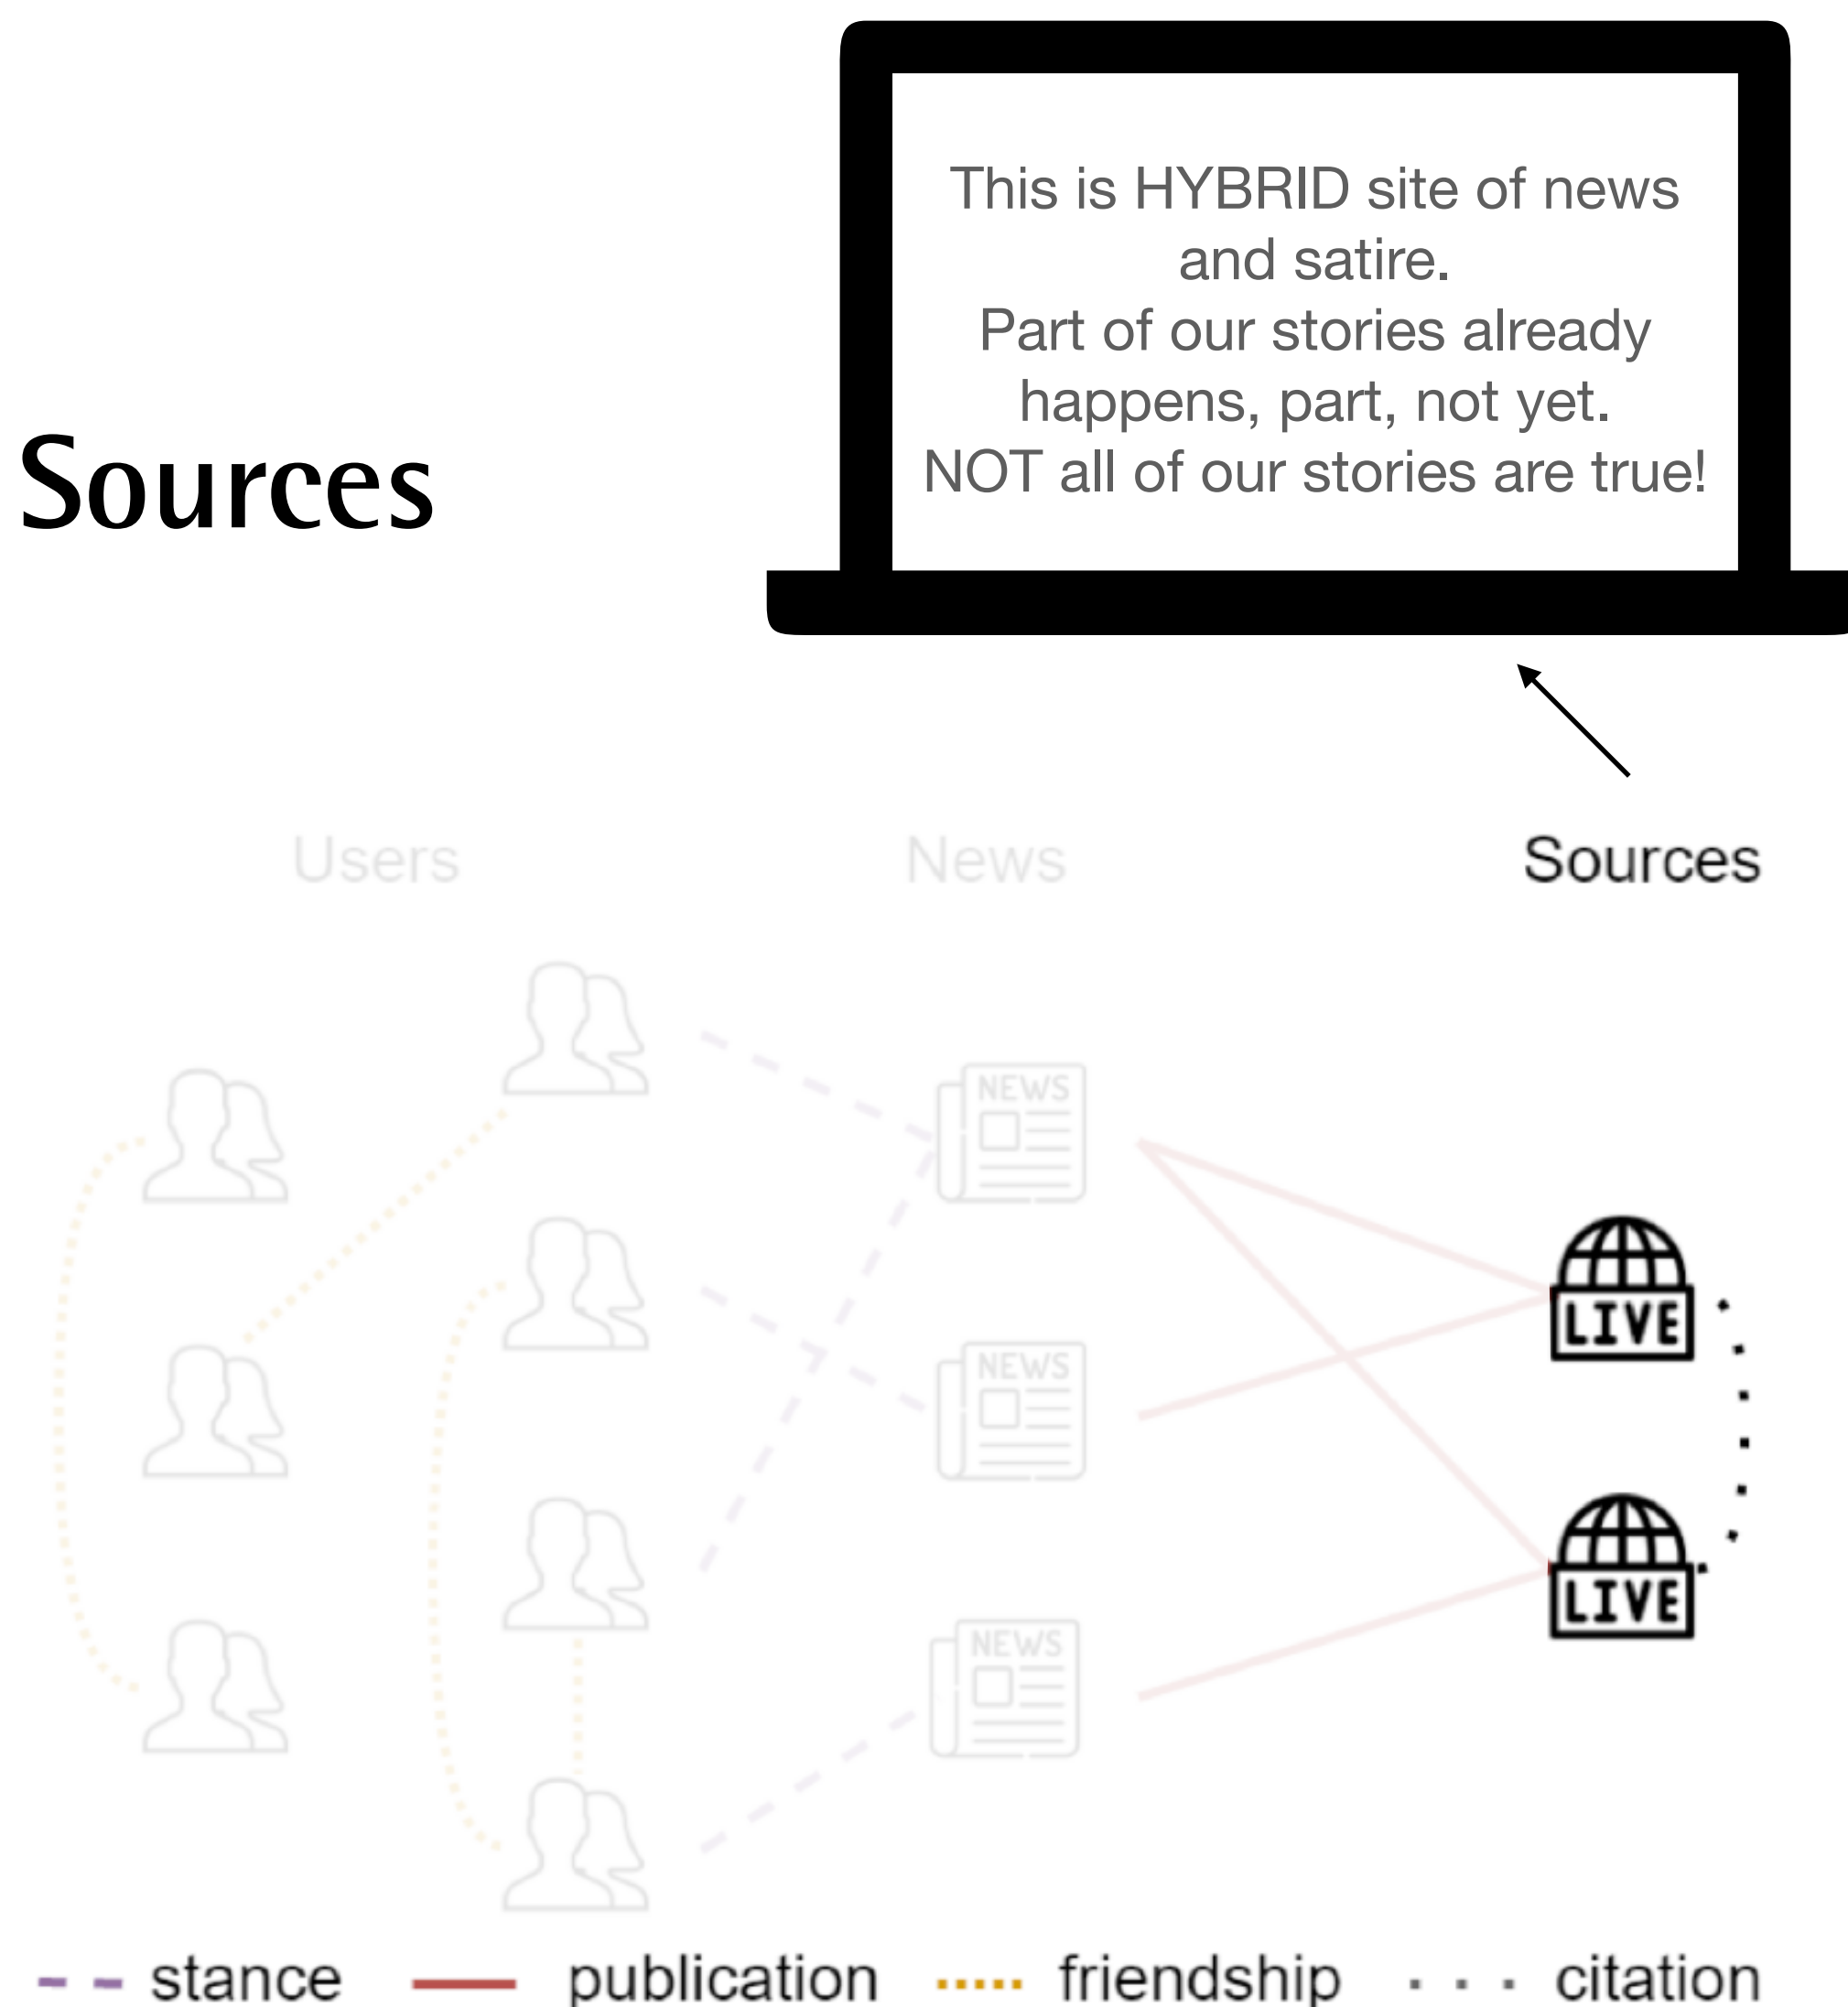 Sources
This is HYBRID site of news
and satire.
Part of our stories already
happens, part, not yet.
NOT all of our stories are true!
Users
News
Sources
NEWS
NEWS
NEWS
LIVE
LIVE
stance
publication
friendship
citation